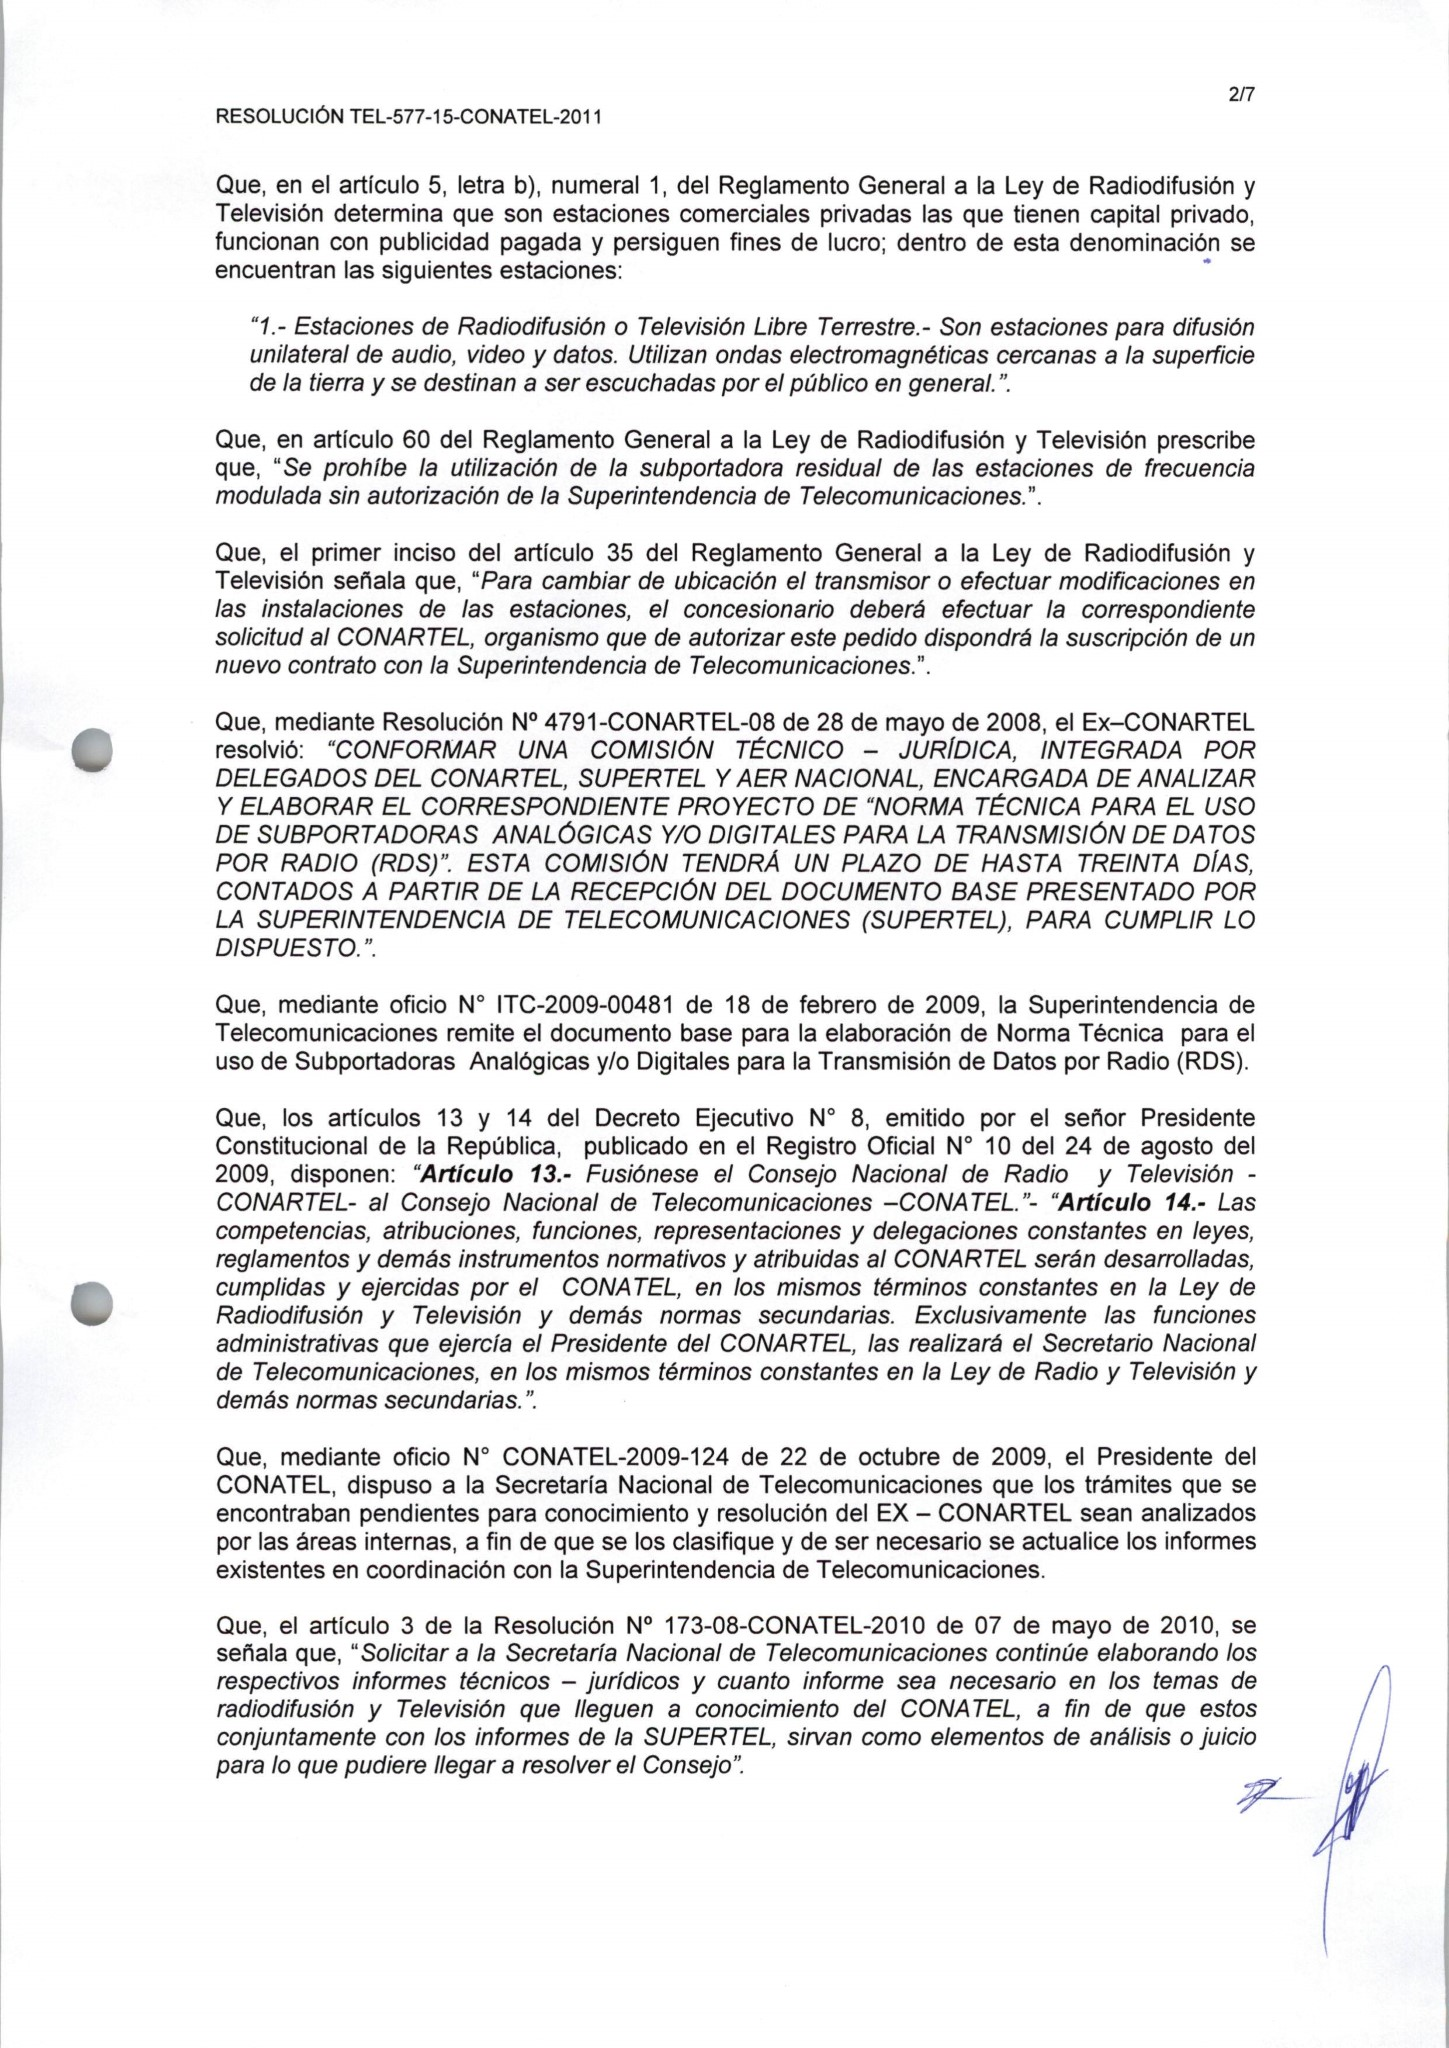 2/7
RESOLUCIÓN TEL-577-15-CONATEL-2011
Que, en el artículo 5, letra b), numeral 1, del Reglamento General a la Ley de Radiodifusión y
Televisión determina que son estaciones comerciales privadas las que tienen capital privado,
funcionan con publicidad pagada y persiguen fines de lucro; dentro de esta denominación se
encuentran las siguientes estaciones:
“1.- Estaciones de Radiodifusión o Televisión Libre Terrestre.- Son estaciones para difusión
unilateral de audio, video y datos. Utilizan ondas electromagnéticas cercanas a la superficie
de la tierra y se destinan a ser escuchadas por el público en general.”.
Que, en artículo 60 del Reglamento General a la Ley de Radiodifusión y Televisión prescribe
que, “Se prohíbe la utilización de la subportadora residual de las estaciones de frecuencia
modulada sin autorización de la Superintendencia de Telecomunicaciones.”.
Que, el primer inciso del artículo 35 del Reglamento General a la Ley de Radiodifusión y
Televisión señala que, “Para cambiar de ubicación el transmisor o efectuar modificaciones en
las instalaciones de las estaciones, el concesionario deberá efectuar la correspondiente
solicitud al CONARTEL, organismo que de autorizar este pedido dispondrá la suscripción de un
nuevo contrato con la Superintendencia de Telecomunicaciones.”.
Que, mediante Resolución Nº 4791-CONARTEL-08 de 28 de mayo de 2008, el Ex–CONARTEL
resolvió: “CONFORMAR UNA COMISIÓN TÉCNICO – JURÍDICA, INTEGRADA POR
DELEGADOS DEL CONARTEL, SUPERTEL Y AER NACIONAL, ENCARGADA DE ANALIZAR
Y ELABORAR EL CORRESPONDIENTE PROYECTO DE “NORMA TÉCNICA PARA EL USO
DE SUBPORTADORAS ANALÓGICAS Y/O DIGITALES PARA LA TRANSMISIÓN DE DATOS
POR RADIO (RDS)”. ESTA COMISIÓN TENDRÁ UN PLAZO DE HASTA TREINTA DÍAS,
CONTADOS A PARTIR DE LA RECEPCIÓN DEL DOCUMENTO BASE PRESENTADO POR
LA SUPERINTENDENCIA DE TELECOMUNICACIONES (SUPERTEL), PARA CUMPLIR LO
DISPUESTO.”.
Que, mediante oficio N° ITC-2009-00481 de 18 de febrero de 2009, la Superintendencia de
Telecomunicaciones remite el documento base para la elaboración de Norma Técnica para el
uso de Subportadoras Analógicas y/o Digitales para la Transmisión de Datos por Radio (RDS).
Que, los artículos 13 y 14 del Decreto Ejecutivo N° 8, emitido por el señor Presidente
Constitucional de la República, publicado en el Registro Oficial N° 10 del 24 de agosto del
2009, disponen: “Artículo 13.- Fusiónese el Consejo Nacional de Radio y Televisión -
CONARTEL- al Consejo Nacional de Telecomunicaciones –CONATEL.”- “Artículo 14.- Las
competencias, atribuciones, funciones, representaciones y delegaciones constantes en leyes,
reglamentos y demás instrumentos normativos y atribuidas al CONARTEL serán desarrolladas,
cumplidas y ejercidas por el CONATEL, en los mismos términos constantes en la Ley de
Radiodifusión y Televisión y demás normas secundarias. Exclusivamente las funciones
administrativas que ejercía el Presidente del CONARTEL, las realizará el Secretario Nacional
de Telecomunicaciones, en los mismos términos constantes en la Ley de Radio y Televisión y
demás normas secundarias.”.
Que, mediante oficio N° CONATEL-2009-124 de 22 de octubre de 2009, el Presidente del
CONATEL, dispuso a la Secretaría Nacional de Telecomunicaciones que los trámites que se
encontraban pendientes para conocimiento y resolución del EX – CONARTEL sean analizados
por las áreas internas, a fin de que se los clasifique y de ser necesario se actualice los informes
existentes en coordinación con la Superintendencia de Telecomunicaciones.
Que, el artículo 3 de la Resolución Nº 173-08-CONATEL-2010 de 07 de mayo de 2010, se
señala que, “Solicitar a la Secretaría Nacional de Telecomunicaciones continúe elaborando los
respectivos informes técnicos – jurídicos y cuanto informe sea necesario en los temas de
radiodifusión y Televisión que lleguen a conocimiento del CONATEL, a fin de que estos
conjuntamente con los informes de la SUPERTEL, sirvan como elementos de análisis o juicio
para lo que pudiere llegar a resolver el Consejo”.